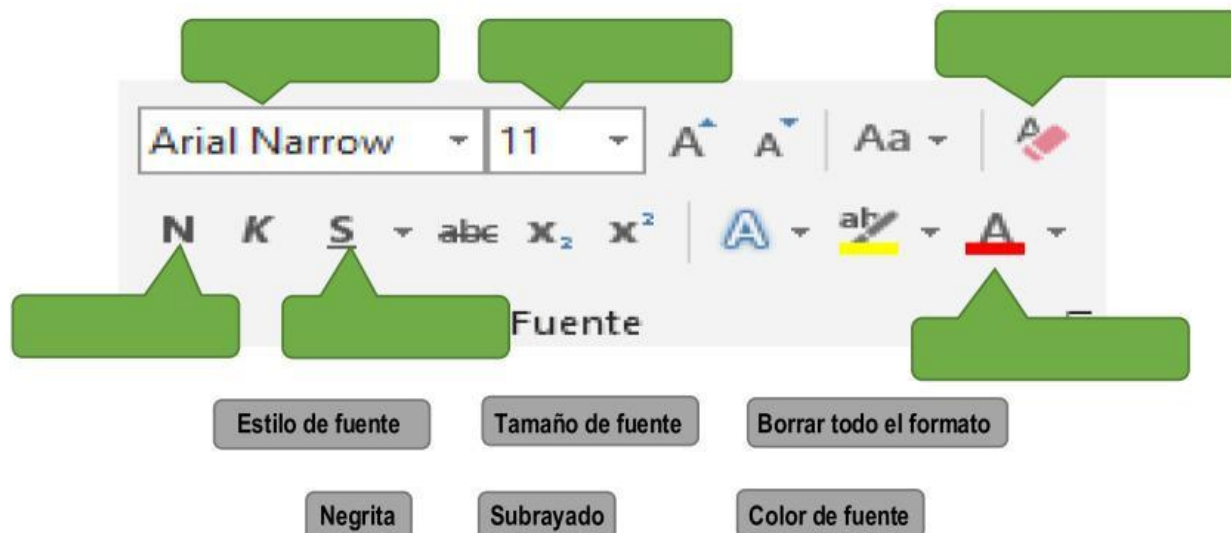 Arial Narrow 11 A A Aa A
N K S abc x₂ x² A ab A
Fuente
Estilo de fuente Tamaño de fuente Borrar todo el formato
Negrita Subrayado Color de fuente